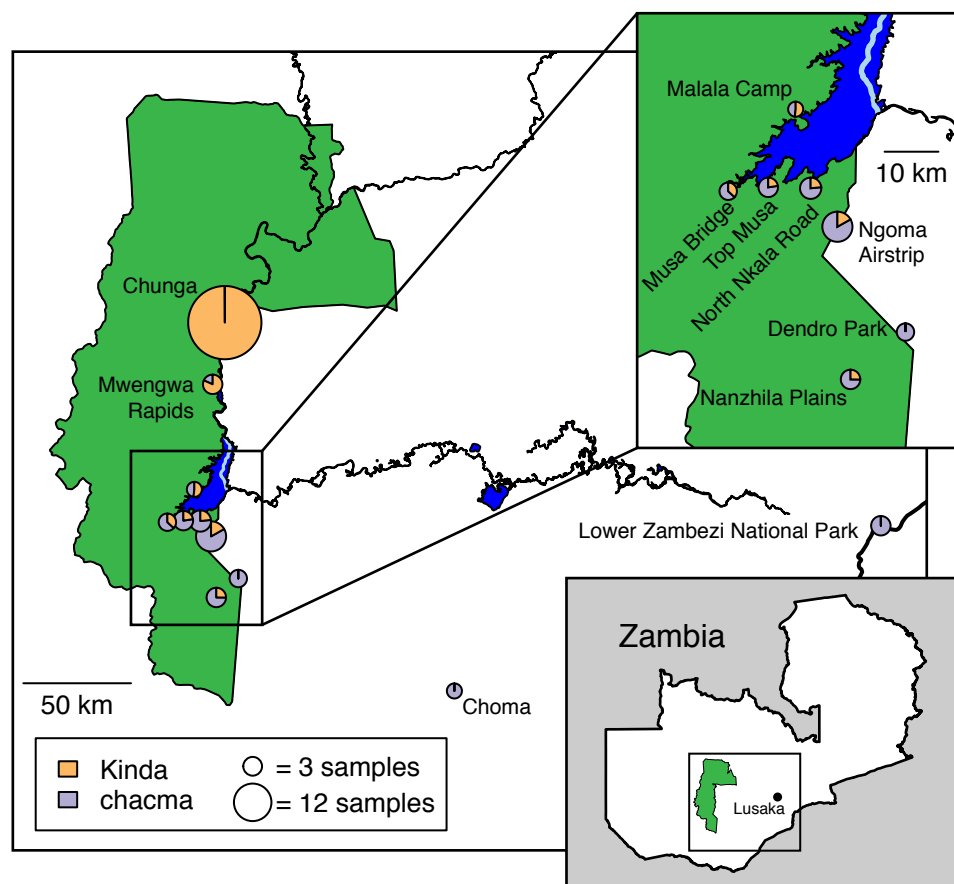 Malala Camp
10 km
Musa Bridge
Top Musa
North Nkala Road
Ngoma
Airstrip
Dendro Park
Nanzhila Plains
Chunga
Mwengwa
Rapids
Lower Zambezi National Park
50 km
Choma
Kinda
chacma
= 3 samples
= 12 samples
Zambia
Lusaka